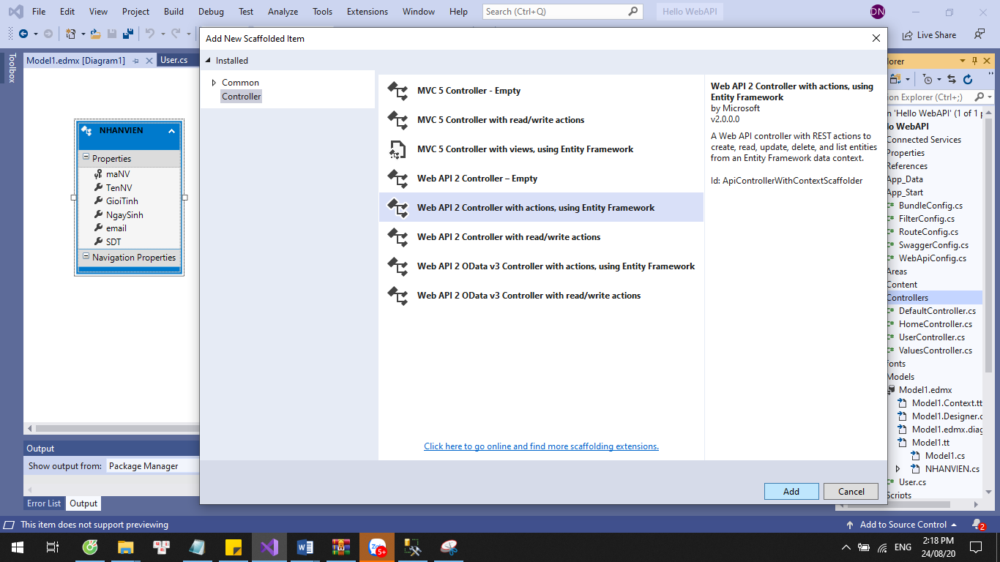 File Edit View Project Build Debug Test Analyze Tools Extensions Window Help Search (Ctrl+Q) Hello WebAPI DN
Live Share
Add New Scaffolded Item
Toolbox
Model1.edmx [Diagram1] User.cs
NHANVIEN
Properties
maNV
TenNV
GioiTinh
NgaySinh
email
SDT
Navigation Properties
Installed
Common
Controller
MVC 5 Controller - Empty
MVC 5 Controller with read/write actions
MVC 5 Controller with views, using Entity Framework
Web API 2 Controller – Empty
Web API 2 Controller with actions, using Entity Framework
Web API 2 Controller with read/write actions
Web API 2 OData v3 Controller with actions, using Entity Framework
Web API 2 OData v3 Controller with read/write actions
Click here to go online and find more scaffolding extensions.
Web API 2 Controller with actions, using
Entity Framework
by Microsoft
v2.0.0.0
A Web API controller with REST actions to
create, read, update, delete, and list entities
from an Entity Framework data context.
Id: ApiControllerWithContextScaffolder
Add Cancel
lorer
ion Explorer (Ctrl+;)
n 'Hello WebAPI' (1 of 1 p
lo WebAPI
Connected Services
Properties
References
App_Data
App_Start
BundleConfig.cs
FilterConfig.cs
RouteConfig.cs
SwaggerConfig.cs
WebApiConfig.cs
Areas
Content
Controllers
DefaultController.cs
HomeController.cs
UserController.cs
ValuesController.cs
fonts
Models
Model1.edmx
Model1.Context.tt
Model1.Designer.c
Model1.edmx.diag
Model1.tt
Model1.cs
NHANVIEN.cs
User.cs
Scripts
Output
Show output from: Package Manager
Error List Output
This item does not support previewing
Add to Source Control 2
5+
ENG
2:18 PM
24/08/20